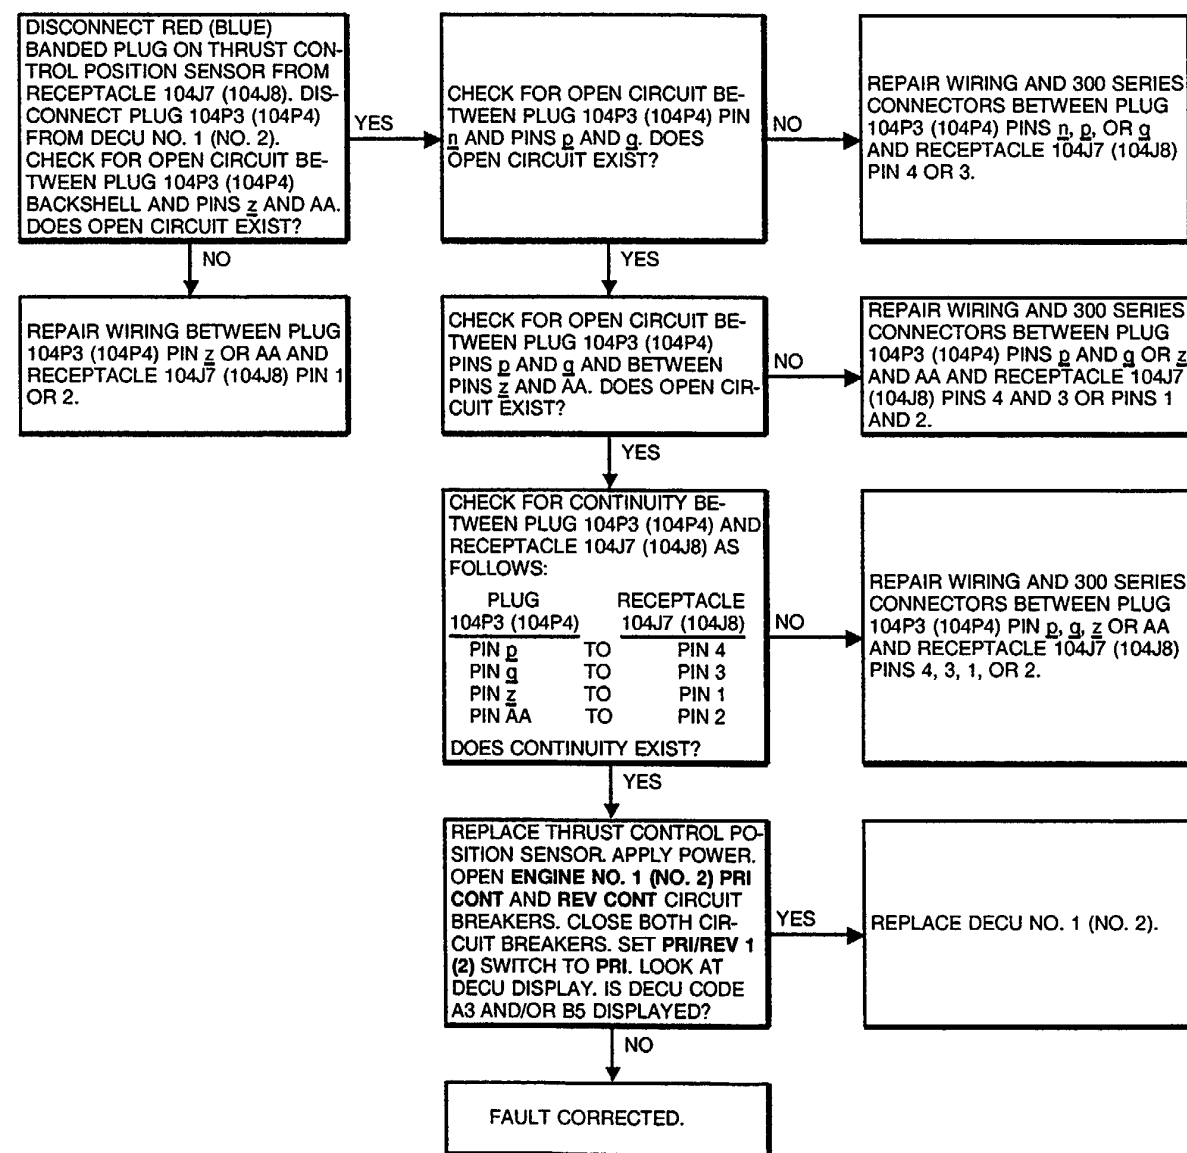 DISCONNECT RED (BLUE)
BANDED PLUG ON THRUST CON-
TROL POSITION SENSOR FROM
RECEPTACLE 104J7 (104J8). DIS-
CONNECT PLUG 104P3 (104P4)
FROM DECU NO. 1 (NO. 2).
CHECK FOR OPEN CIRCUIT BE-
TWEEN PLUG 104P3 (104P4)
BACKSHELL AND PINS z AND AA.
DOES OPEN CIRCUIT EXIST?
YES
CHECK FOR OPEN CIRCUIT BE-
TWEEN PLUG 104P3 (104P4) PIN
n AND PINS p AND q. DOES
OPEN CIRCUIT EXIST?
NO
REPAIR WIRING AND 300 SERIES
CONNECTORS BETWEEN PLUG
104P3 (104P4) PINS n, p, OR q
AND RECEPTACLE 104J7 (104J8)
PIN 4 OR 3.
NO
REPAIR WIRING BETWEEN PLUG
104P3 (104P4) PIN z OR AA AND
RECEPTACLE 104J7 (104J8) PIN 1
OR 2.
YES
CHECK FOR OPEN CIRCUIT BE-
TWEEN PLUG 104P3 (104P4)
PINS p AND q AND BETWEEN
PINS z AND AA. DOES OPEN CIR-
CUIT EXIST?
NO
REPAIR WIRING AND 300 SERIES
CONNECTORS BETWEEN PLUG
104P3 (104P4) PINS p AND q OR z
AND AA AND RECEPTACLE 104J7
(104J8) PINS 4 AND 3 OR PINS 1
AND 2.
YES
CHECK FOR CONTINUITY BE-
TWEEN PLUG 104P3 (104P4) AND
RECEPTACLE 104J7 (104J8) AS
FOLLOWS:
PLUG RECEPTACLE
104P3 (104P4) 104J7 (104J8)
PIN p TO PIN 4
PIN q TO PIN 3
PIN z TO PIN 1
PIN AA TO PIN 2
DOES CONTINUITY EXIST?
NO
REPAIR WIRING AND 300 SERIES
CONNECTORS BETWEEN PLUG
104P3 (104P4) PIN p, q, z OR AA
AND RECEPTACLE 104J7 (104J8)
PINS 4, 3, 1, OR 2.
YES
REPLACE THRUST CONTROL PO-
SITION SENSOR. APPLY POWER.
OPEN ENGINE NO. 1 (NO. 2) PRI
CONT AND REV CONT CIRCUIT
BREAKERS. CLOSE BOTH CIR-
CUIT BREAKERS. SET PRI/REV 1
(2) SWITCH TO PRI. LOOK AT
DECU DISPLAY. IS DECU CODE
A3 AND/OR B5 DISPLAYED?
YES
REPLACE DECU NO. 1 (NO. 2).
NO
FAULT CORRECTED.